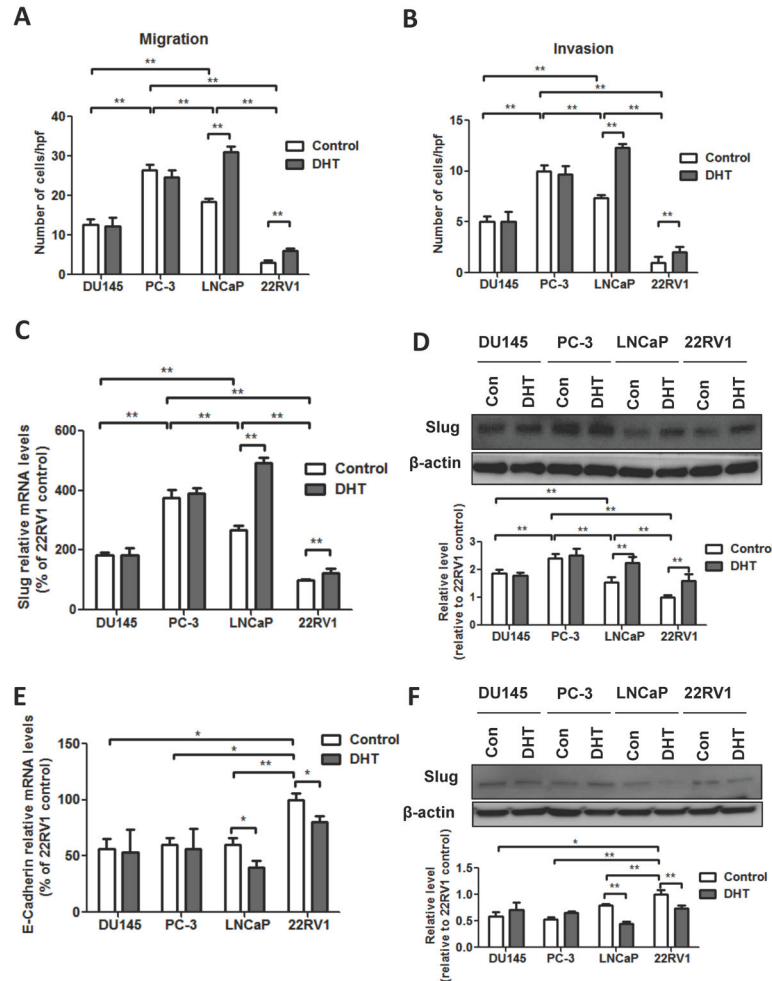 A
Migration
**
**
** ** **
**
**
Number of cells/hpf
40
30
20
10
0
Control
DHT
DU145 PC-3 LNCaP 22RV1
B
Invasion
**
**
** ** **
**
**
Number of cells/hpf
15
10
5
0
Control
DHT
DU145 PC-3 LNCaP 22RV1
C
**
**
** ** **
**
**
Slug relative mRNA levels
(% of 22RV1 control)
600
400
200
0
Control
DHT
DU145 PC-3 LNCaP 22RV1
D
DU145 PC-3 LNCaP 22RV1
Con DHT Con DHT Con DHT Con DHT
Slug
β-actin
**
**
** ** **
**
**
Relative level
(relative to 22RV1 control)
4
3
2
1
0
Control
DHT
DU145 PC-3 LNCaP 22RV1
E
*
*
**
*
*
E-Cadherin relative mRNA levels
(% of 22RV1 control)
150
100
50
0
Control
DHT
DU145 PC-3 LNCaP 22RV1
F
DU145 PC-3 LNCaP 22RV1
Con DHT Con DHT Con DHT Con DHT
Slug
β-actin
*
**
**
**
**
Relative level
(relative to 22RV1 control)
1.5
1.0
0.5
0.0
Control
DHT
DU145 PC-3 LNCaP 22RV1